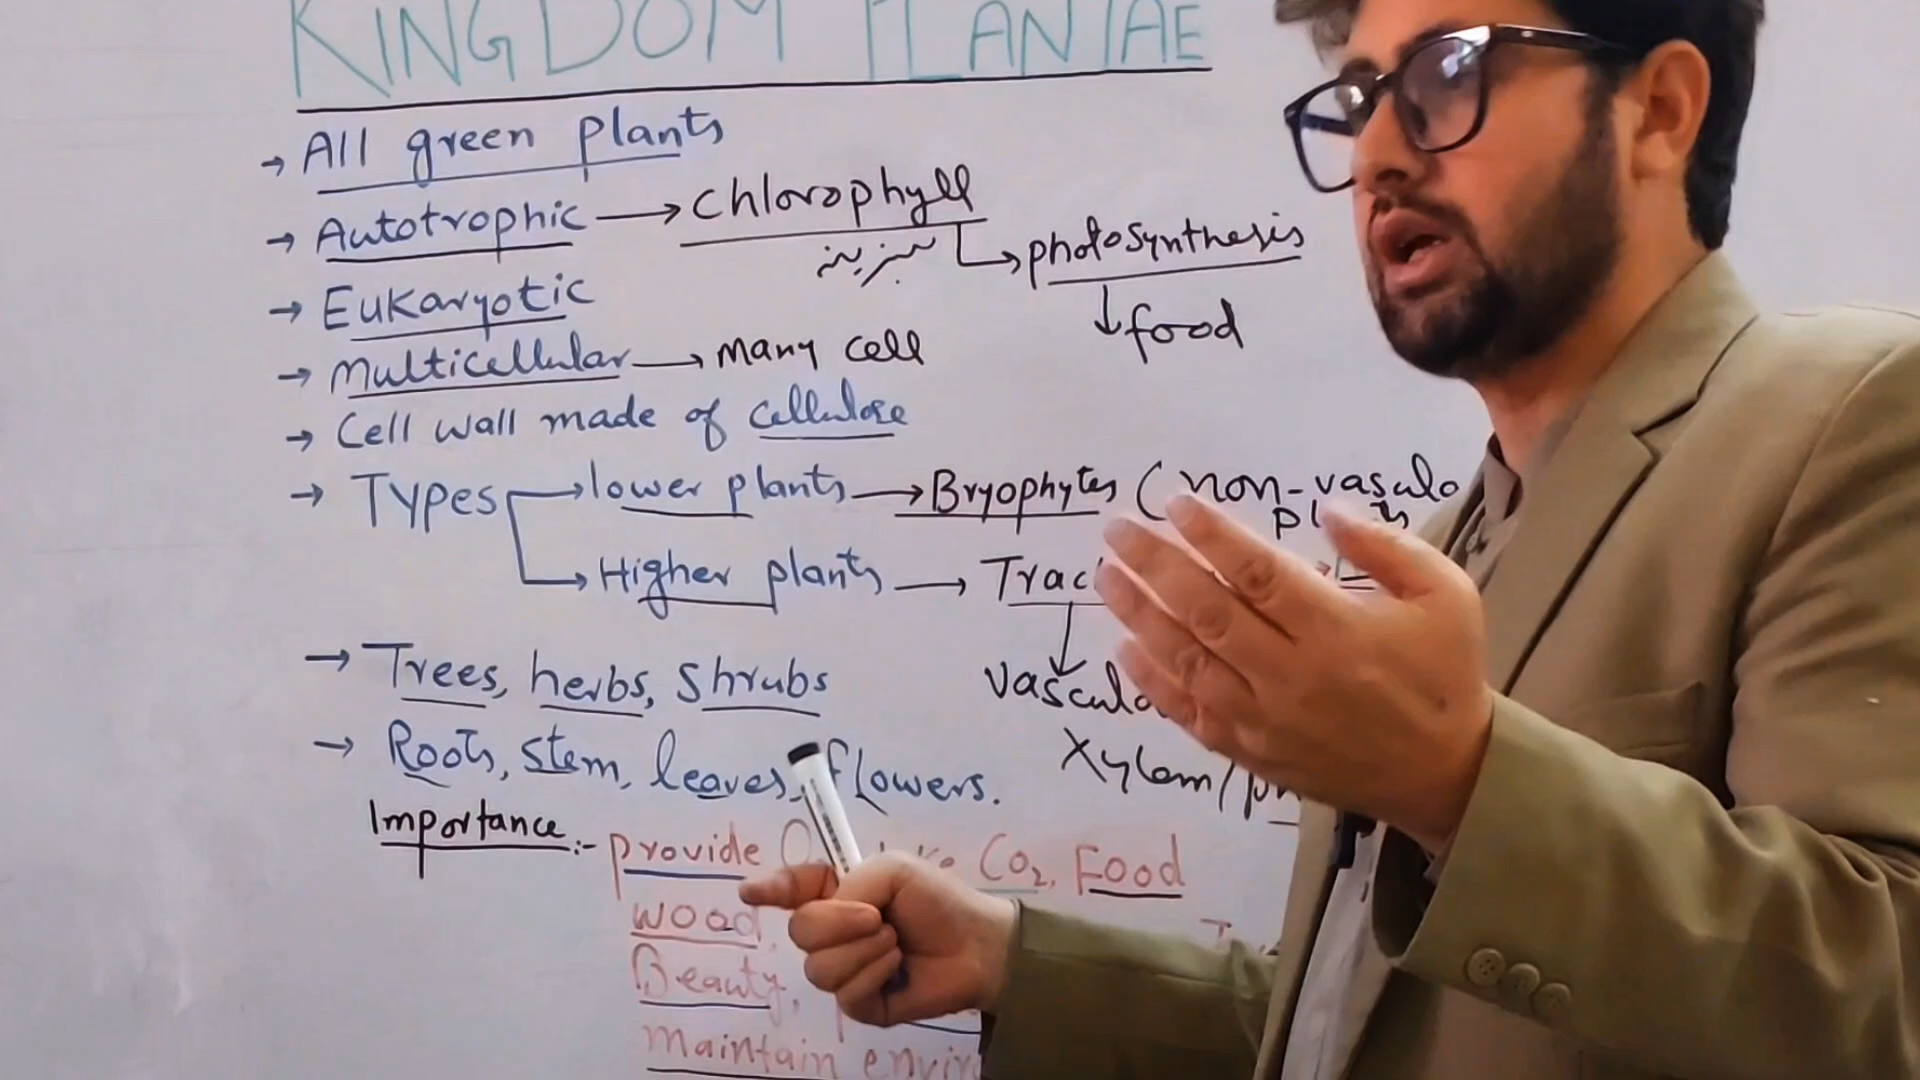 KINGDOM PLANTAE
→ All green plants
→ Autotrophic → Chlorophyll
سبزینہ → photosynthesis
→ Eukaryotic ↓ food
→ Multicellular → Many cell
→ Cell wall made of cellulose
→ Types → lower plants → Bryophytes (non-vascula
→ Higher plants →
→ Trees, herbs, shrubs
→ Roots, stem, leaves, flowers.
Xylem/
Importance:- provide CO2, Food
wood,
Beauty,
maintain